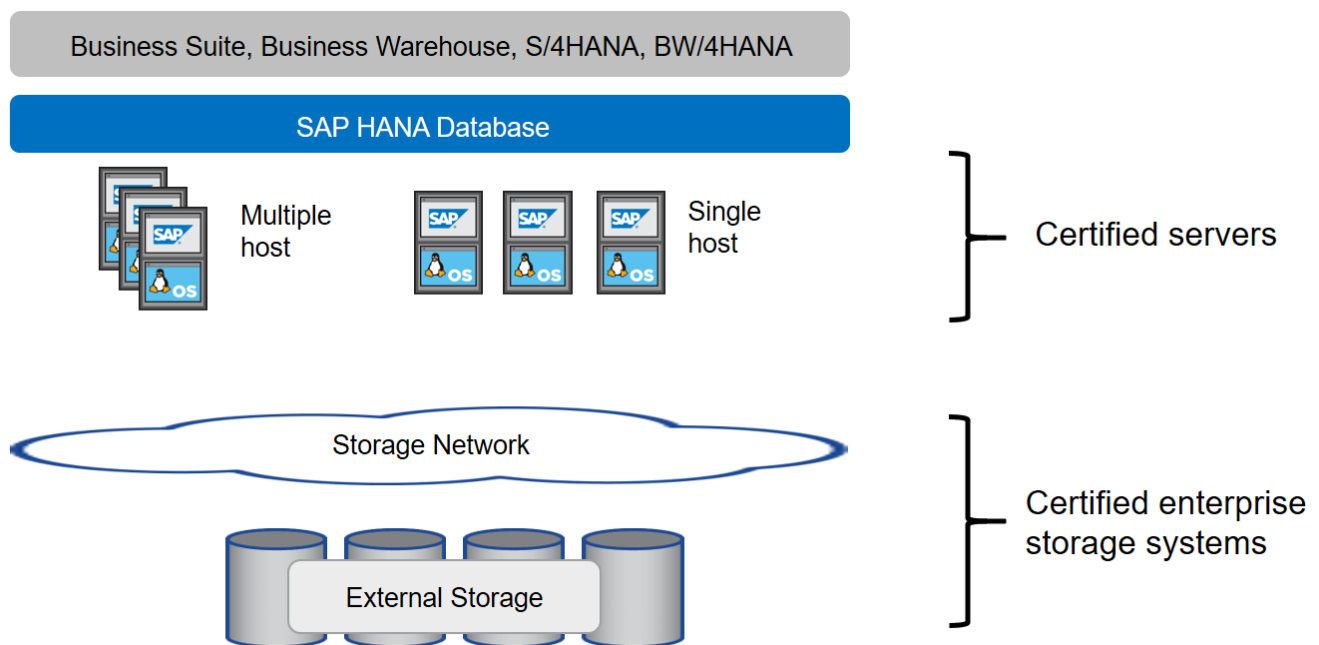 Business Suite, Business Warehouse, S/4HANA, BW/4HANA
SAP HANA Database
SAP
OS
Multiple
host
SAP
OS
SAP
OS
SAP
OS
Single
host
Certified servers
Storage Network
Certified enterprise
storage systems
External Storage